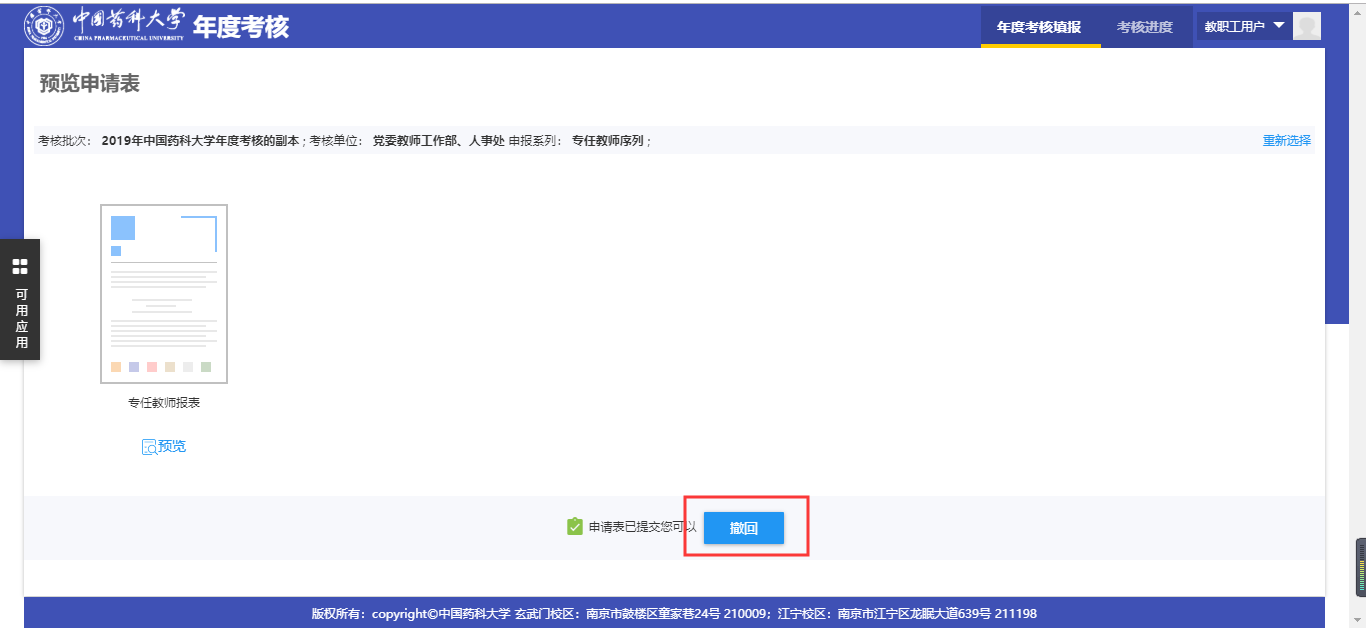 中国药科大学 年度考核
CHINA PHARMACEUTICAL UNIVERSITY
年度考核填报 考核进度 教职工用户
预览申请表
考核批次： 2019年中国药科大学年度考核的副本 ; 考核单位： 党委教师工作部、人事处 申报系列： 专任教师序列 ; 重新选择
可用应用
专任教师报表
预览
申请表已提交您可以 撤回
版权所有：copyright©中国药科大学 玄武门校区：南京市鼓楼区童家巷24号 210009；江宁校区：南京市江宁区龙眠大道639号 211198